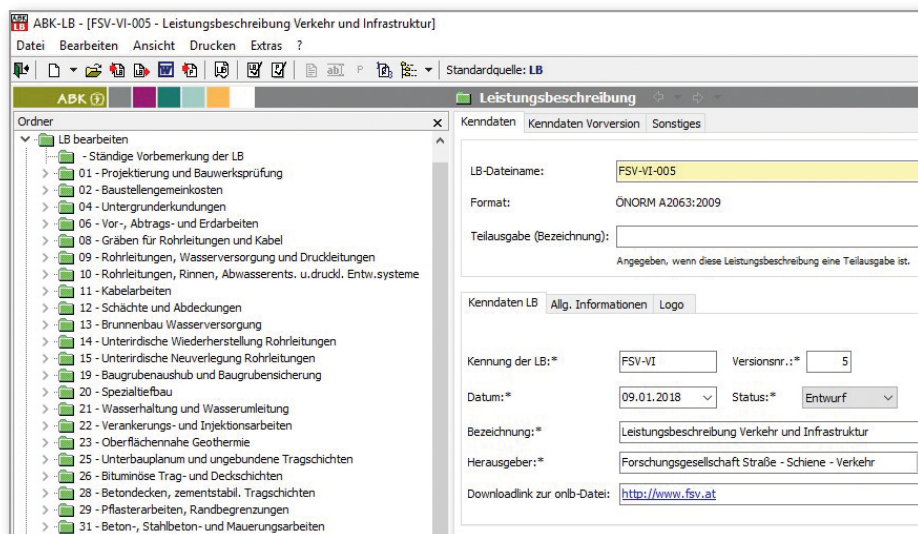 ABK-LB - [FSV-VI-005 - Leistungsbeschreibung Verkehr und Infrastruktur]
Datei Bearbeiten Ansicht Drucken Extras ?
Standardquelle: LB
ABK
Leistungsbeschreibung
Ordner
LB bearbeiten
- Ständige Vorbemerkung der LB
01 - Projektierung und Bauwerksprüfung
02 - Baustellengemeinkosten
04 - Untergrunderkundungen
06 - Vor-, Abtrags- und Erdarbeiten
08 - Gräben für Rohrleitungen und Kabel
09 - Rohrleitungen, Wasserversorgung und Druckleitungen
10 - Rohrleitungen, Rinnen, Abwasserents. u.druckl. Entw.systeme
11 - Kabelarbeiten
12 - Schächte und Abdeckungen
13 - Brunnenbau Wasserversorgung
14 - Unterirdische Wiederherstellung Rohrleitungen
15 - Unterirdische Neuverlegung Rohrleitungen
19 - Baugrubenaushub und Baugrubensicherung
20 - Spezialtiefbau
21 - Wasserhaltung und Wasserumleitung
22 - Verankerungs- und Injektionsarbeiten
23 - Oberflächennahe Geothermie
25 - Unterbauplanum und ungebundene Tragschichten
26 - Bituminöse Trag- und Deckschichten
28 - Betondecken, zementstabil. Tragschichten
29 - Pflasterarbeiten, Randbegrenzungen
31 - Beton-, Stahlbeton- und Mauerungsarbeiten
Kenndaten Kenndaten Vorversion Sonstiges
LB-Dateiname: FSV-VI-005
Format: ÖNORM A2063:2009
Teilausgabe (Bezeichnung):
Angegeben, wenn diese Leistungsbeschreibung eine Teilausgabe ist.
Kenndaten LB Allg. Informationen Logo
Kennung der LB:* FSV-VI Versionsnr.:* 5
Datum:* 09.01.2018 Status:* Entwurf
Bezeichnung:* Leistungsbeschreibung Verkehr und Infrastruktur
Herausgeber:* Forschungsgesellschaft Straße - Schiene - Verkehr
Downloadlink zur onlb-Datei: http://www.fsv.at